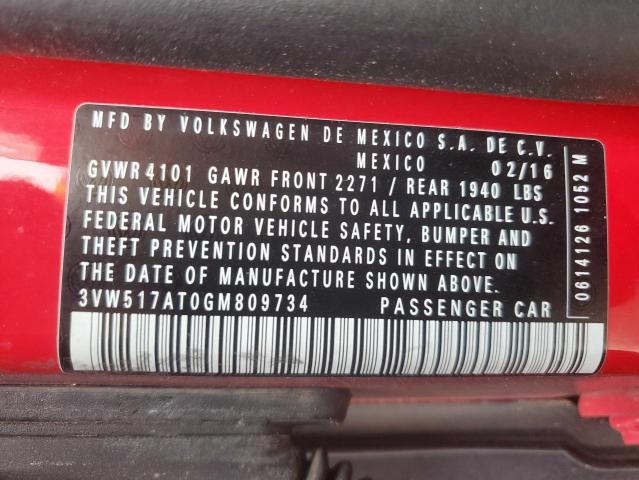 MFD BY VOLKSWAGEN DE MEXICO S.A. DE C.V.
MEXICO 02/16
GVWR 4101 GAWR FRONT 2271 / REAR 1940 LBS
THIS VEHICLE CONFORMS TO ALL APPLICABLE U.S.
FEDERAL MOTOR VEHICLE SAFETY, BUMPER AND
THEFT PREVENTION STANDARDS IN EFFECT ON
THE DATE OF MANUFACTURE SHOWN ABOVE.
3VW517AT0GM809734 PASSENGER CAR
0614126 1052 M